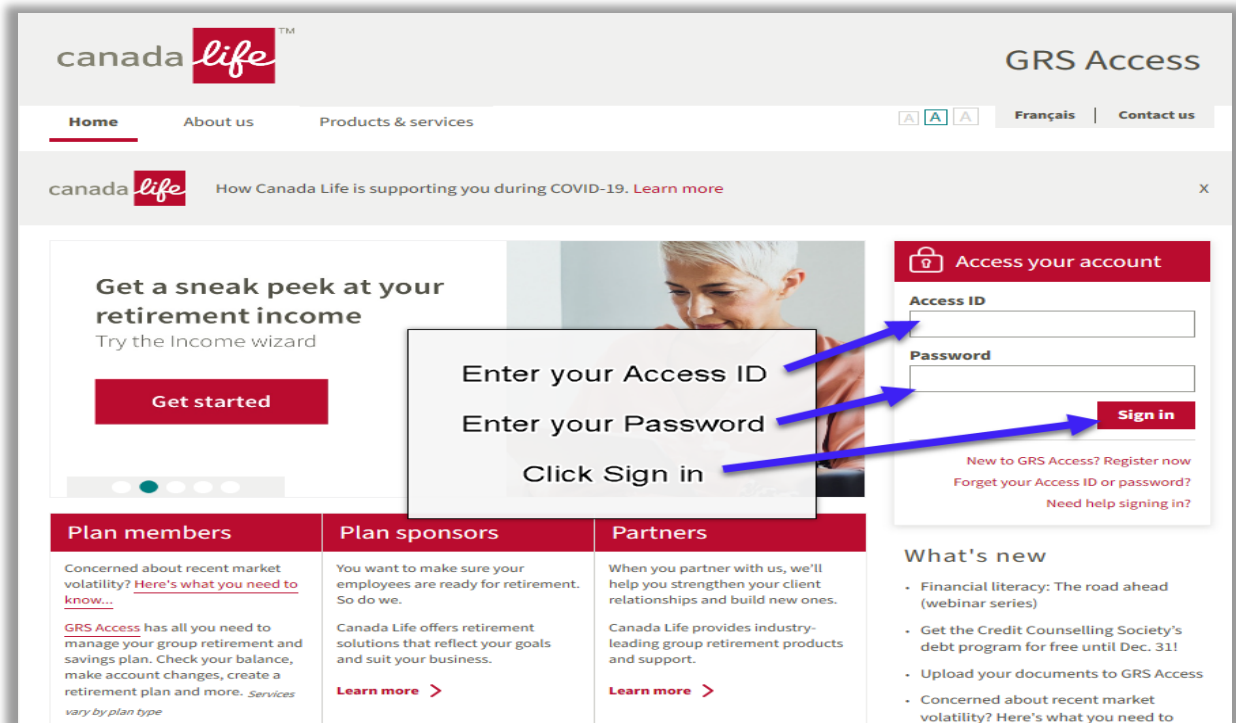 canada life™
GRS Access
Home
About us
Products & services
A A A
Français | Contact us
canada life
How Canada Life is supporting you during COVID-19. Learn more
X
Get a sneak peek at your
retirement income
Try the Income wizard
Get started
Enter your Access ID
Enter your Password
Click Sign in
Access your account
Access ID
Password
Sign in
New to GRS Access? Register now
Forget your Access ID or password?
Need help signing in?
Plan members
Concerned about recent market
volatility? Here's what you need to
know...
GRS Access has all you need to
manage your group retirement and
savings plan. Check your balance,
make account changes, create a
retirement plan and more. Services
vary by plan type
Plan sponsors
You want to make sure your
employees are ready for retirement.
So do we.
Canada Life offers retirement
solutions that reflect your goals
and suit your business.
Learn more >
Partners
When you partner with us, we’ll
help you strengthen your client
relationships and build new ones.
Canada Life provides industry-
leading group retirement products
and support.
Learn more >
What's new
• Financial literacy: The road ahead
(webinar series)
• Get the Credit Counselling Society’s
debt program for free until Dec. 31!
• Upload your documents to GRS Access
• Concerned about recent market
volatility? Here's what you need to